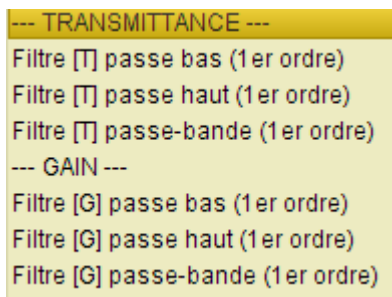 --- TRANSMITTANCE ---
Filtre [T] passe bas (1er ordre)
Filtre [T] passe haut (1er ordre)
Filtre [T] passe-bande (1er ordre)
--- GAIN ---
Filtre [G] passe bas (1er ordre)
Filtre [G] passe haut (1er ordre)
Filtre [G] passe-bande (1er ordre)